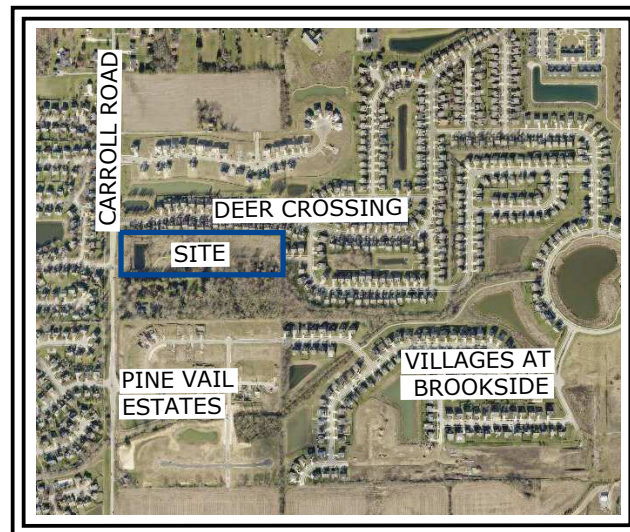 CARROLL ROAD
DEER CROSSING
SITE
PINE VAIL
ESTATES
VILLAGES AT
BROOKSIDE